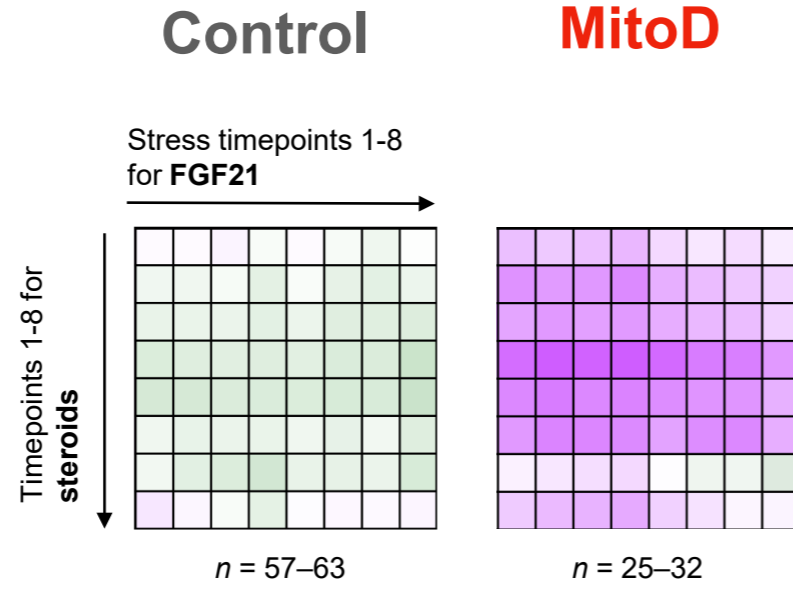 Control
MitoD
Stress timepoints 1-8
for FGF21
Timepoints 1-8 for
steroids
n = 57–63
n = 25–32